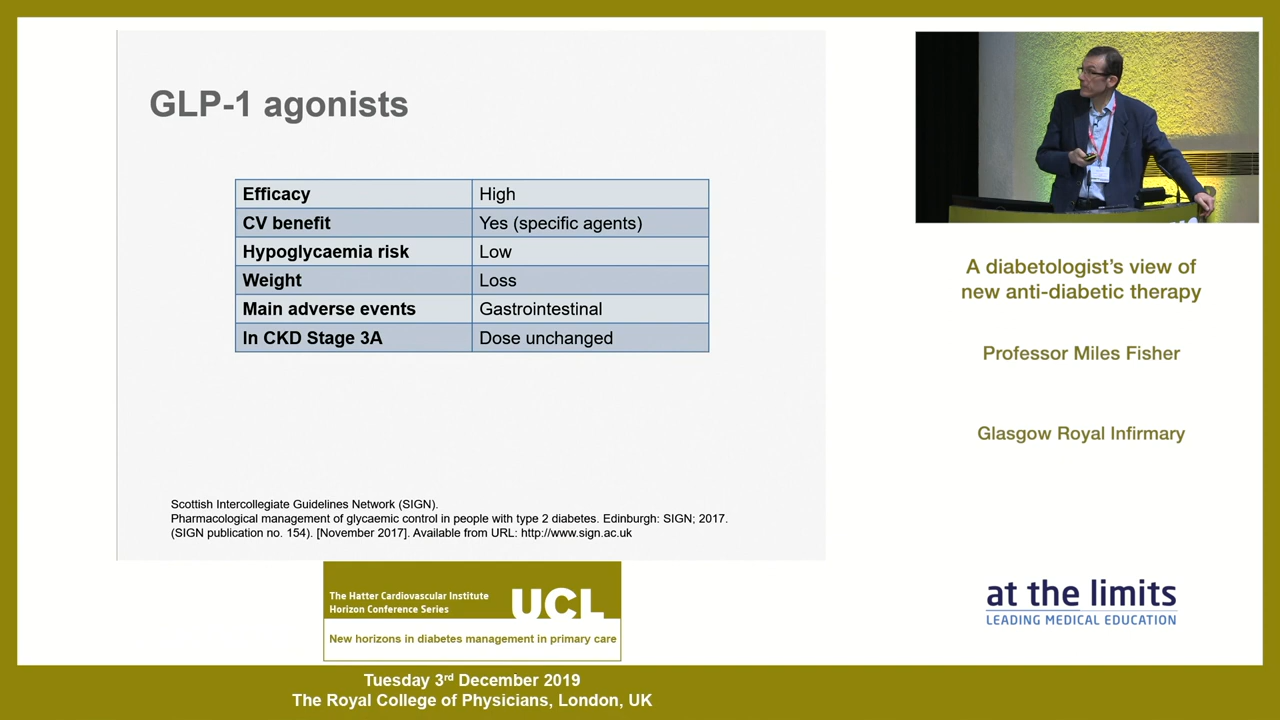 GLP-1 agonists
Efficacy High
CV benefit Yes (specific agents)
Hypoglycaemia risk Low
Weight Loss
Main adverse events Gastrointestinal
In CKD Stage 3A Dose unchanged
Scottish Intercollegiate Guidelines Network (SIGN).
Pharmacological management of glycaemic control in people with type 2 diabetes. Edinburgh: SIGN; 2017.
(SIGN publication no. 154). [November 2017]. Available from URL: http://www.sign.ac.uk
A diabetologist's view of
new anti-diabetic therapy
Professor Miles Fisher
Glasgow Royal Infirmary
at the limits
LEADING MEDICAL EDUCATION
The Hatter Cardiovascular Institute
Horizon Conference Series
UCL
New horizons in diabetes management in primary care
Tuesday 3rd December 2019
The Royal College of Physicians, London, UK